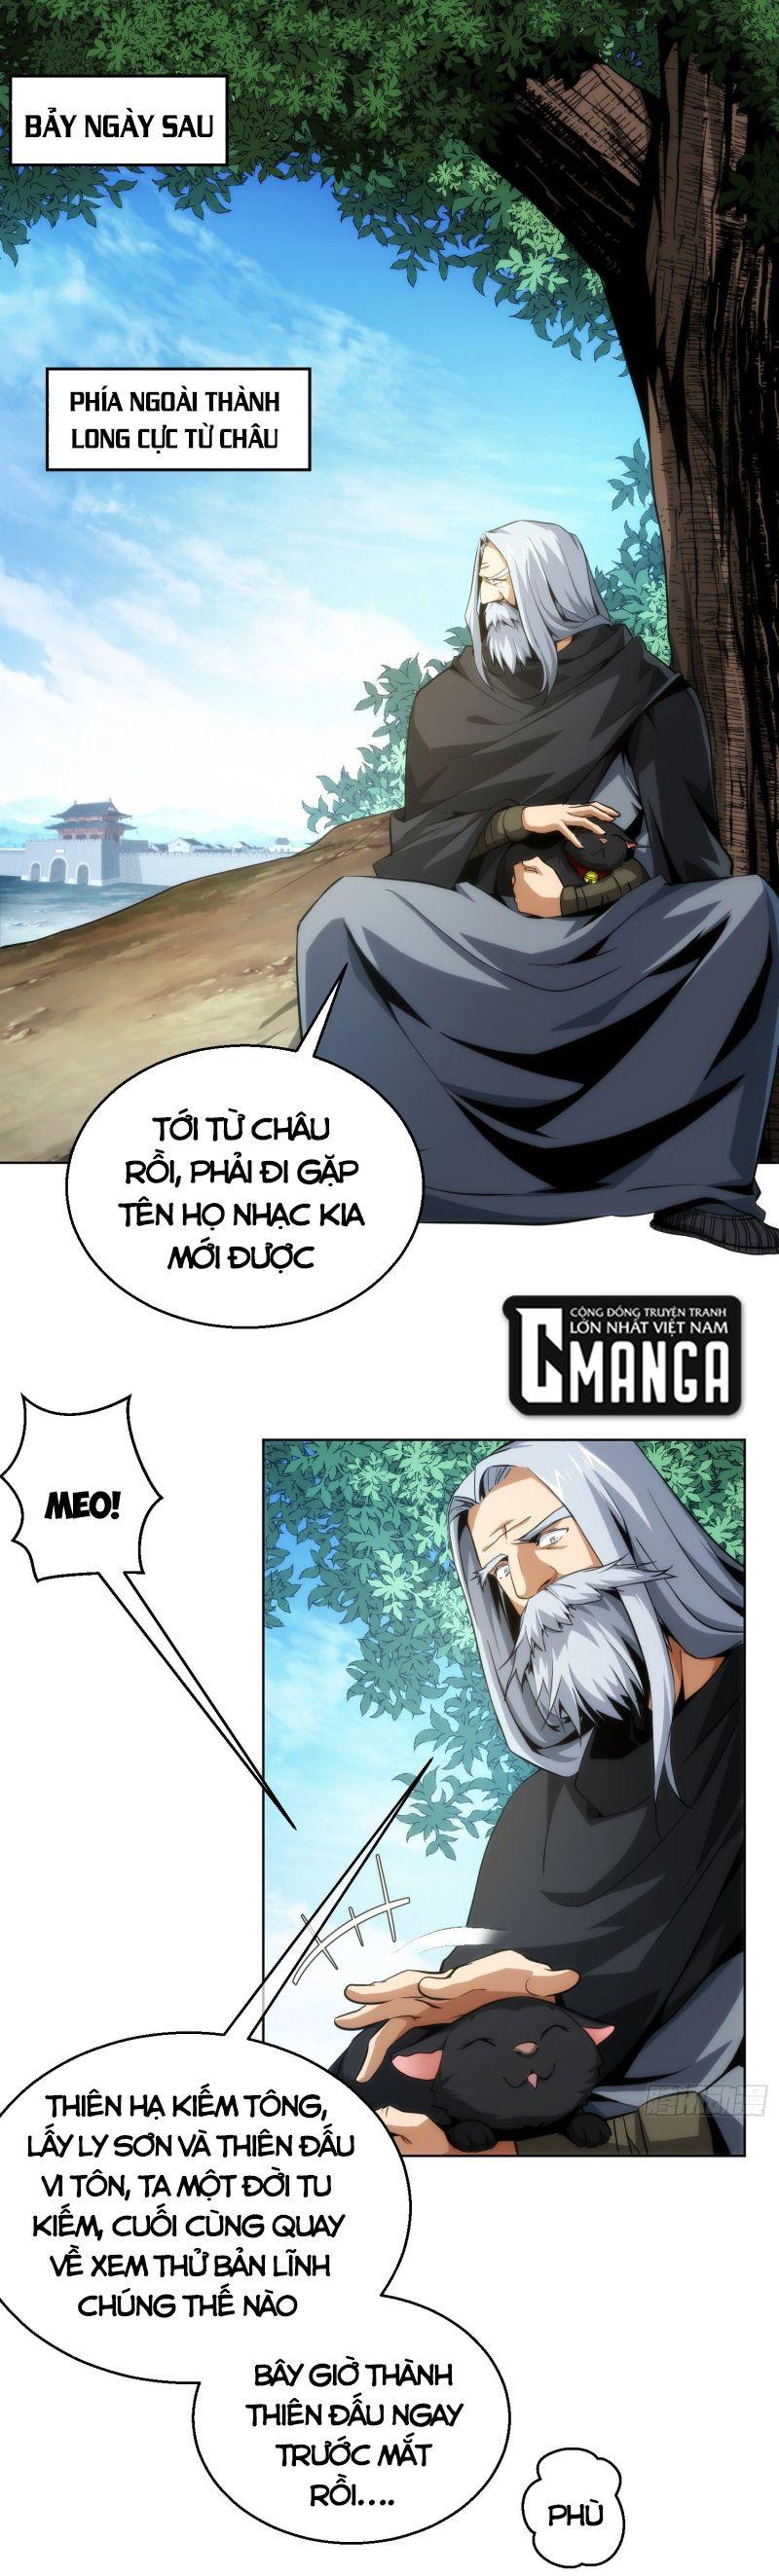 BẢY NGÀY SAU
PHÍA NGOÀI THÀNH
LONG CỰC TỪ CHÂU
TỚI TỪ CHÂU
RỒI, PHẢI ĐI GẶP
TÊN HỌ NHẠC KIA
MỚI ĐƯỢC
CỘNG ĐỒNG TRUYỆN TRANH
LỚN NHẤT VIỆT NAM
CMANGA
MEO!
THIÊN HẠ KIẾM TÔNG,
LẤY LY SƠN VÀ THIÊN ĐẤU
VI TÔN, TA MỘT ĐỜI TU
KIẾM, CUỐI CÙNG QUAY
VỀ XEM THỬ BẢN LĨNH
CHÚNG THẾ NÀO
BÂY GIỜ THÀNH
THIÊN ĐẤU NGAY
TRƯỚC MẮT
RỒI....
PHÙ